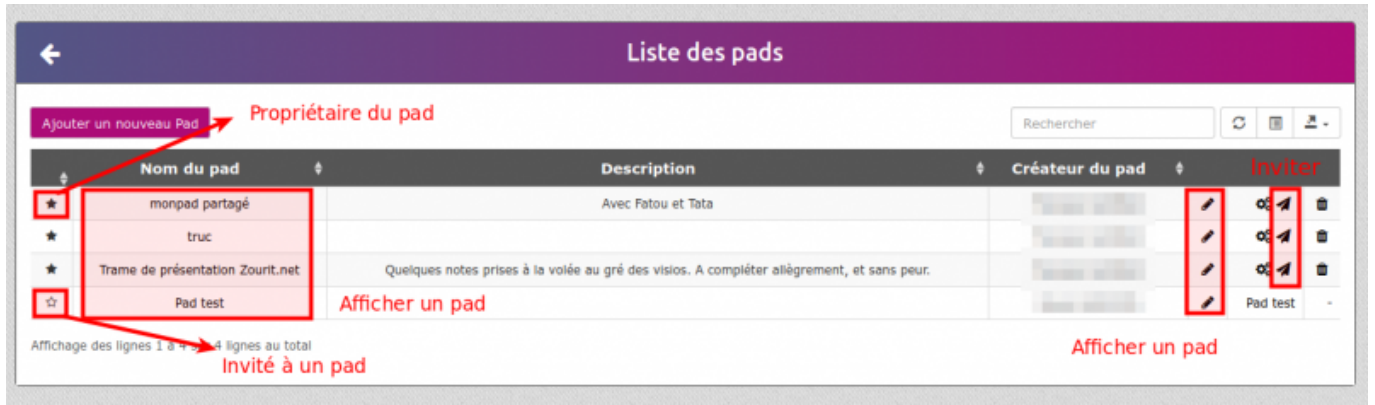 Liste des pads
Propriétaire du pad
Ajouter un nouveau Pad
Rechercher
Nom du pad Description Créateur du pad Inviter
monpad partagé Avec Fatou et Tata
truc
Trame de présentation Zourit.net Quelques notes prises à la volée au gré des visios. A compléter allègrement, et sans peur.
Pad test Afficher un pad Pad test -
Affichage des lignes 1 à 4 4 lignes au total
Afficher un pad
Invité à un pad